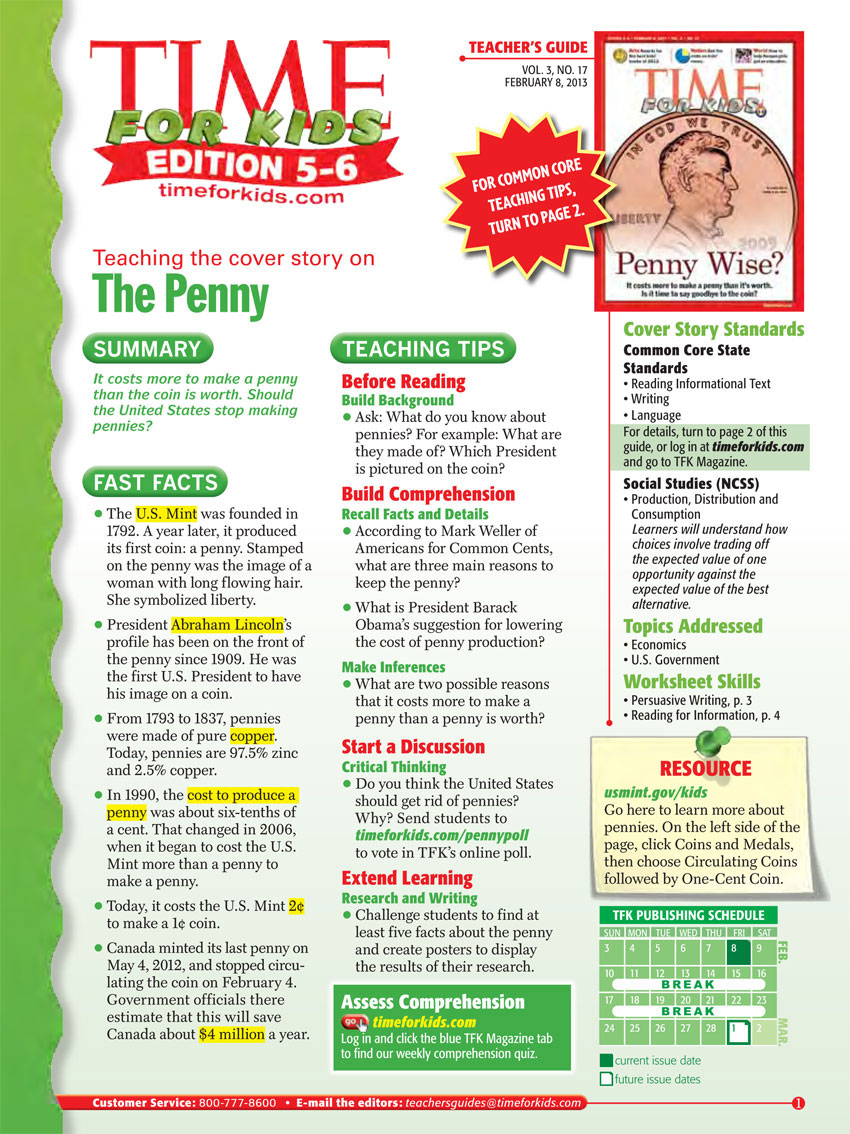 TIME
FOR KIDS
EDITION 5-6
timeforkids.com
TEACHER'S GUIDE
VOL. 3, NO. 17
FEBRUARY 8, 2013
FOR COMMON CORE
TEACHING TIPS,
TURN TO PAGE 2.
TIME
FOR KIDS
IN GOD WE TRUST
LIBERTY
2009
Penny Wise?
It costs more to make a penny than it's worth.
Is it time to say goodbye to the coin?
Teaching the cover story on
The Penny
SUMMARY
It costs more to make a penny
than the coin is worth. Should
the United States stop making
pennies?
FAST FACTS
• The U.S. Mint was founded in
1792. A year later, it produced
its first coin: a penny. Stamped
on the penny was the image of a
woman with long flowing hair.
She symbolized liberty.
• President Abraham Lincoln's
profile has been on the front of
the penny since 1909. He was
the first U.S. President to have
his image on a coin.
• From 1793 to 1837, pennies
were made of pure copper.
Today, pennies are 97.5% zinc
and 2.5% copper.
• In 1990, the cost to produce a
penny was about six-tenths of
a cent. That changed in 2006,
when it began to cost the U.S.
Mint more than a penny to
make a penny.
• Today, it costs the U.S. Mint 2¢
to make a 1¢ coin.
• Canada minted its last penny on
May 4, 2012, and stopped circu-
lating the coin on February 4.
Government officials there
estimate that this will save
Canada about $4 million a year.
TEACHING TIPS
Before Reading
Build Background
• Ask: What do you know about
pennies? For example: What are
they made of? Which President
is pictured on the coin?
Build Comprehension
Recall Facts and Details
• According to Mark Weller of
Americans for Common Cents,
what are three main reasons to
keep the penny?
• What is President Barack
Obama's suggestion for lowering
the cost of penny production?
Make Inferences
• What are two possible reasons
that it costs more to make a
penny than a penny is worth?
Start a Discussion
Critical Thinking
• Do you think the United States
should get rid of pennies?
Why? Send students to
timeforkids.com/pennypoll
to vote in TFK's online poll.
Extend Learning
Research and Writing
• Challenge students to find at
least five facts about the penny
and create posters to display
the results of their research.
Assess Comprehension
go timeforkids.com
Log in and click the blue TFK Magazine tab
to find our weekly comprehension quiz.
Cover Story Standards
Common Core State
Standards
• Reading Informational Text
• Writing
• Language
For details, turn to page 2 of this
guide, or log in at timeforkids.com
and go to TFK Magazine.
Social Studies (NCSS)
• Production, Distribution and
Consumption
Learners will understand how
choices involve trading off
the expected value of one
opportunity against the
expected value of the best
alternative.
Topics Addressed
• Economics
• U.S. Government
Worksheet Skills
• Persuasive Writing, p. 3
• Reading for Information, p. 4
RESOURCE
usmint.gov/kids
Go here to learn more about
pennies. On the left side of the
page, click Coins and Medals,
then choose Circulating Coins
followed by One-Cent Coin.
TFK PUBLISHING SCHEDULE
SUN MON TUE WED THU FRI SAT
3 4 5 6 7 8 9 FEB.
10 11 12 13 14 15 16
BREAK
17 18 19 20 21 22 23
BREAK
24 25 26 27 28 1 2 MAR.
current issue date
future issue dates
Customer Service: 800-777-8600 • E-mail the editors: teachersguides@timeforkids.com
1